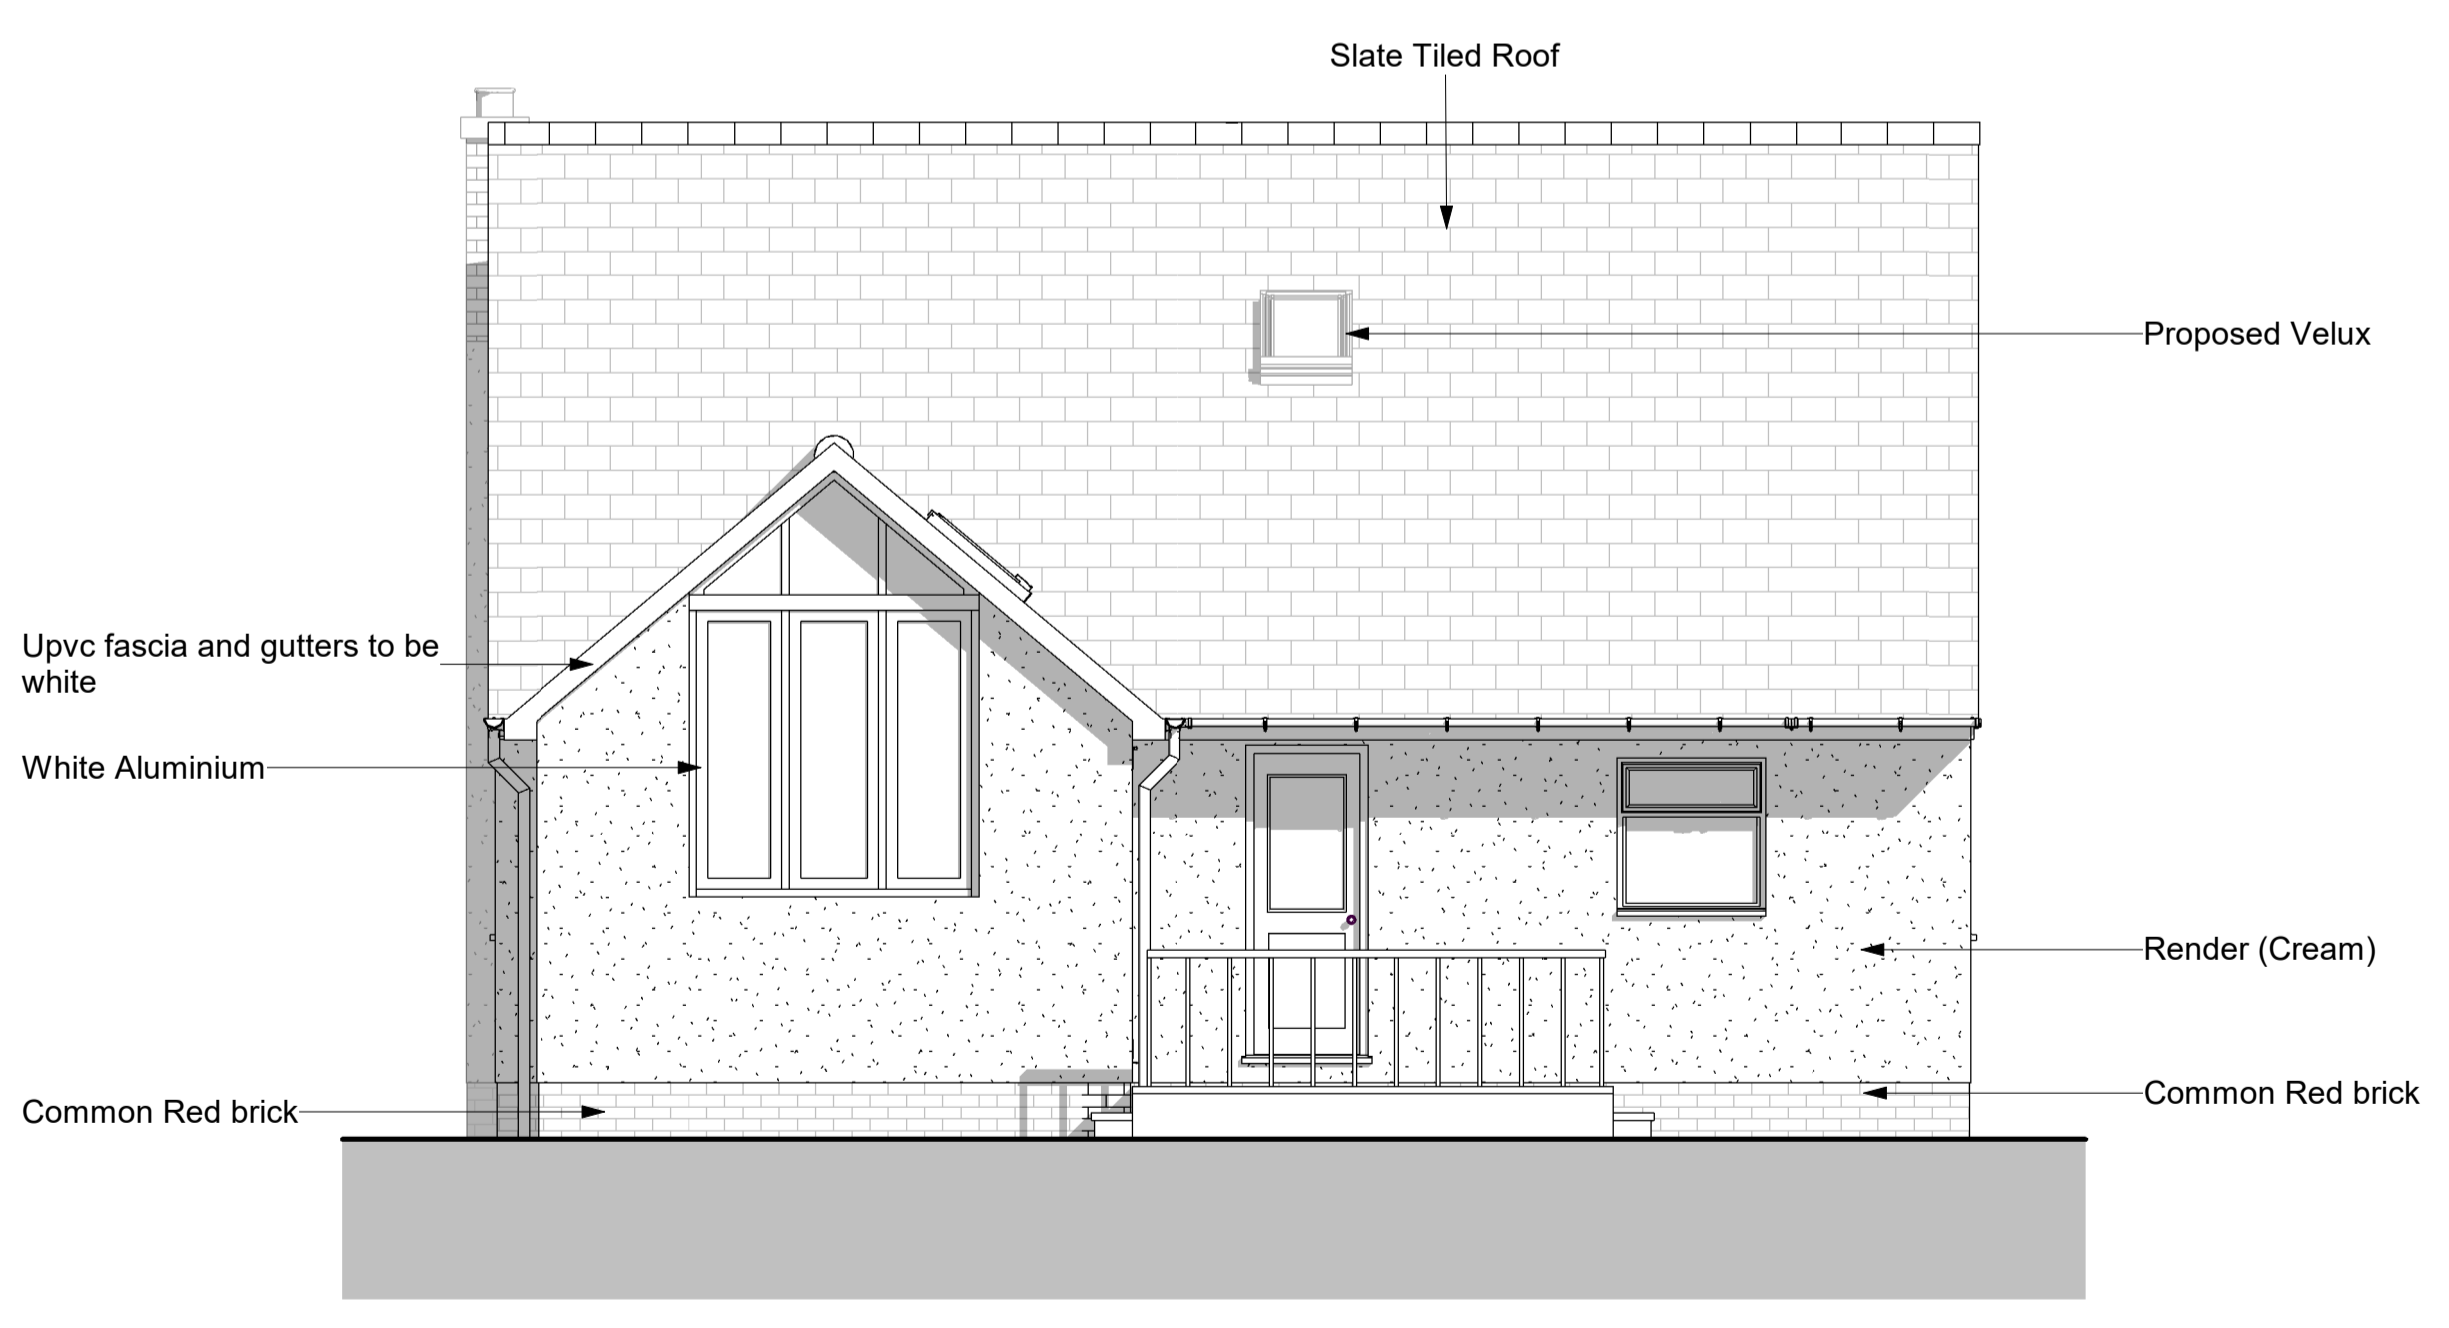 Slate Tiled Roof
Proposed Velux
Upvc fascia and gutters to be
white
White Aluminium
Render (Cream)
Common Red brick
Common Red brick